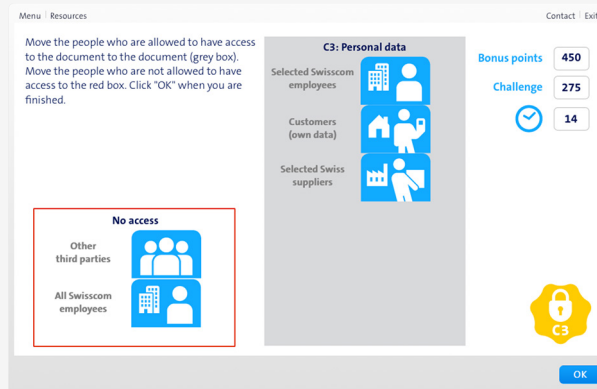 Menu | Resources
Contact | Exit
Move the people who are allowed to have access
to the document to the document (grey box).
Move the people who are not allowed to have
access to the red box. Click "OK" when you are
finished.
C3: Personal data
Selected Swisscom
employees
Customers
(own data)
Selected Swiss
suppliers
Bonus points 450
Challenge 275
14
No access
Other
third parties
All Swisscom
employees
C3
OK